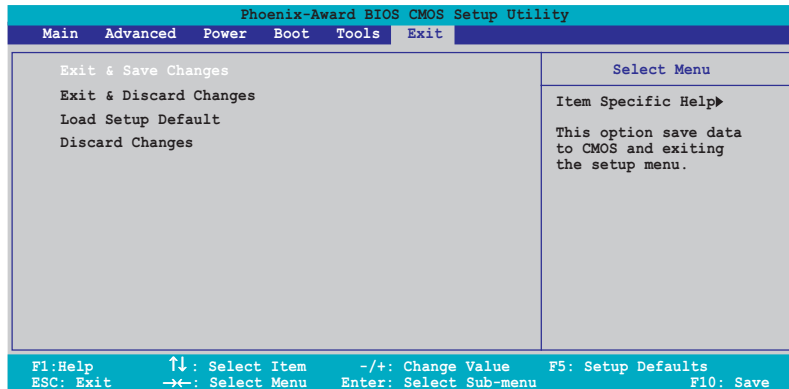 Phoenix-Award BIOS CMOS Setup Utility
Main Advanced Power Boot Tools Exit
Exit & Save Changes
Exit & Discard Changes
Load Setup Default
Discard Changes
Select Menu
Item Specific Help▶
This option save data
to CMOS and exiting
the setup menu.
F1:Help ↑↓: Select Item -/+: Change Value F5: Setup Defaults
ESC: Exit →←: Select Menu Enter: Select Sub-menu F10: Save